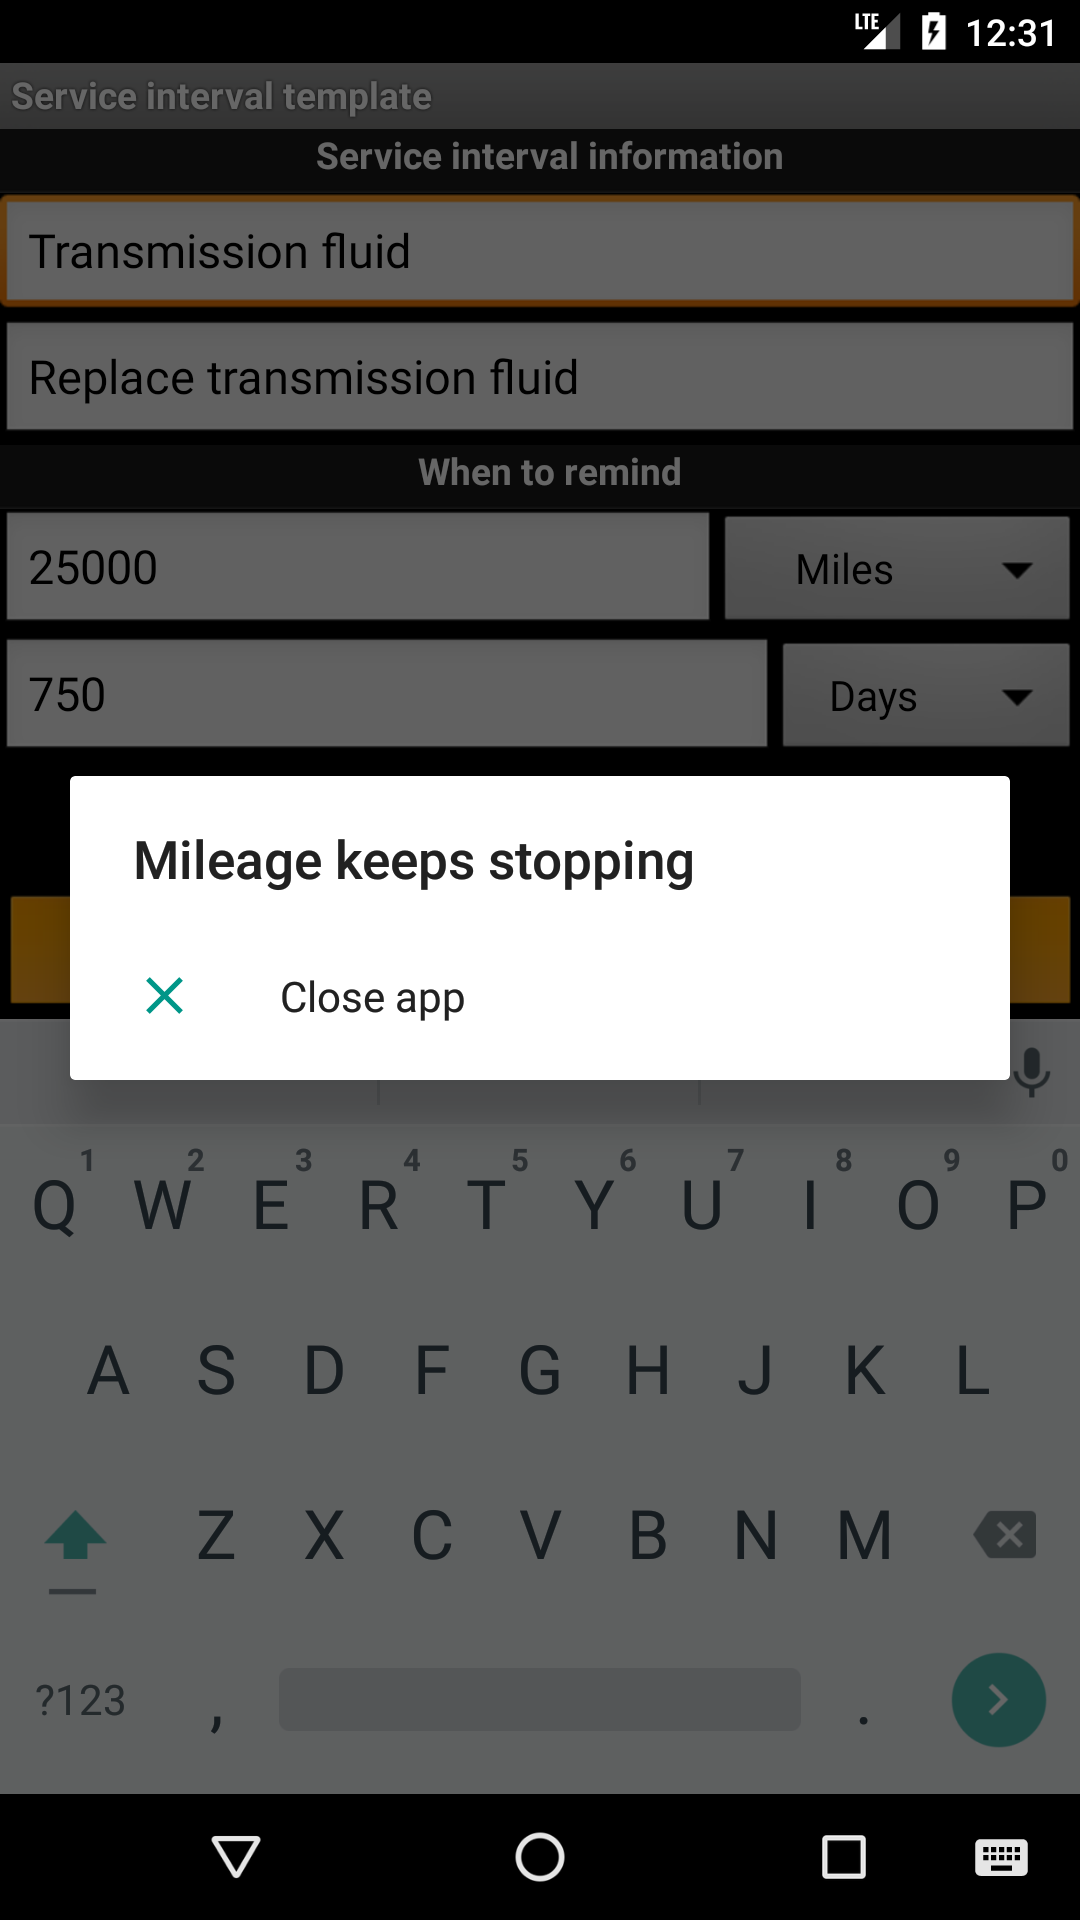 LTE 12:31
Service interval template
Service interval information
Transmission fluid
Replace transmission fluid
When to remind
25000 Miles
750 Days
Mileage keeps stopping
Close app
1 2 3 4 5 6 7 8 9 0
Q W E R T Y U I O P
A S D F G H J K L
Z X C V B N M
?123 , .